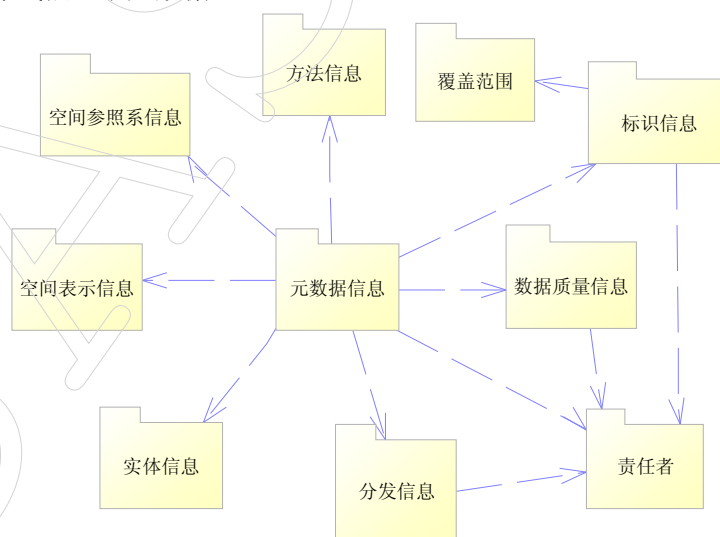 方法信息
覆盖范围
空间参照系信息
标识信息
空间表示信息
元数据信息
数据质量信息
实体信息
分发信息
责任者